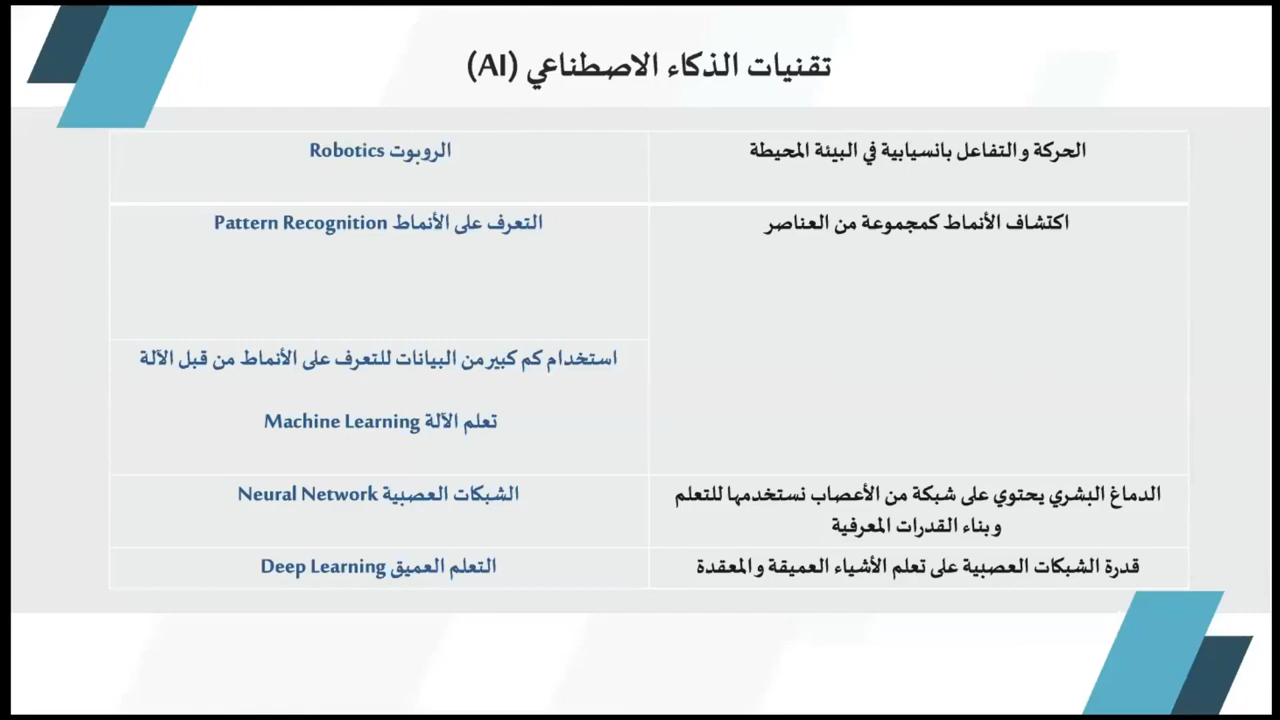 تقنيات الذكاء الاصطناعي (AI)
الحركة والتفاعل بانسيابية في البيئة المحيطة
الروبوت Robotics
اكتشاف الأنماط كمجموعة من العناصر
التعرف على الأنماط Pattern Recognition
استخدام كم كبير من البيانات للتعرف على الأنماط من قبل الآلة
تعلم الآلة Machine Learning
الدماغ البشري يحتوي على شبكة من الأعصاب نستخدمها للتعلم
وبناء القدرات المعرفية
الشبكات العصبية Neural Network
قدرة الشبكات العصبية على تعلم الأشياء العميقة والمعقدة
التعلم العميق Deep Learning